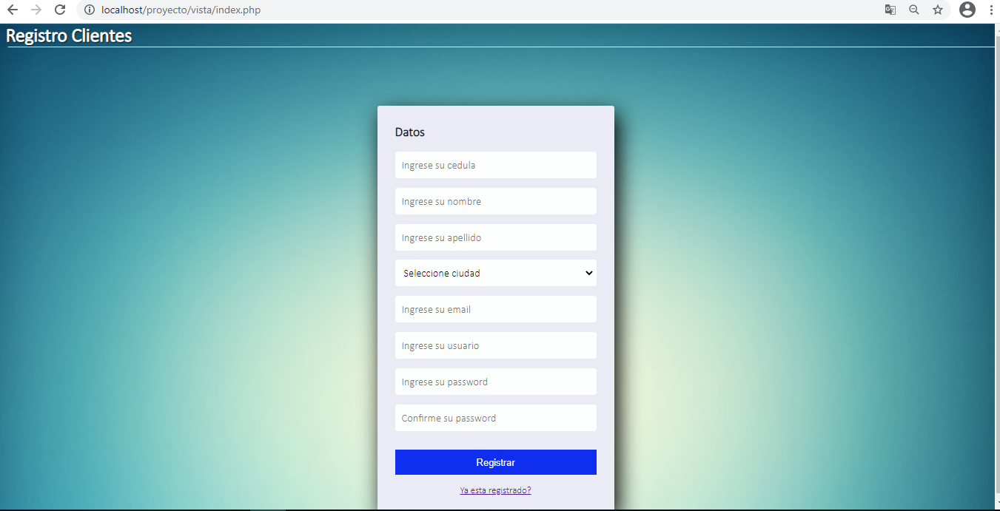 localhost/proyecto/vista/index.php
Registro Clientes
Datos
Ingrese su cedula
Ingrese su nombre
Ingrese su apellido
Seleccione ciudad
Ingrese su email
Ingrese su usuario
Ingrese su password
Confirme su password
Registrar
Ya esta registrado?